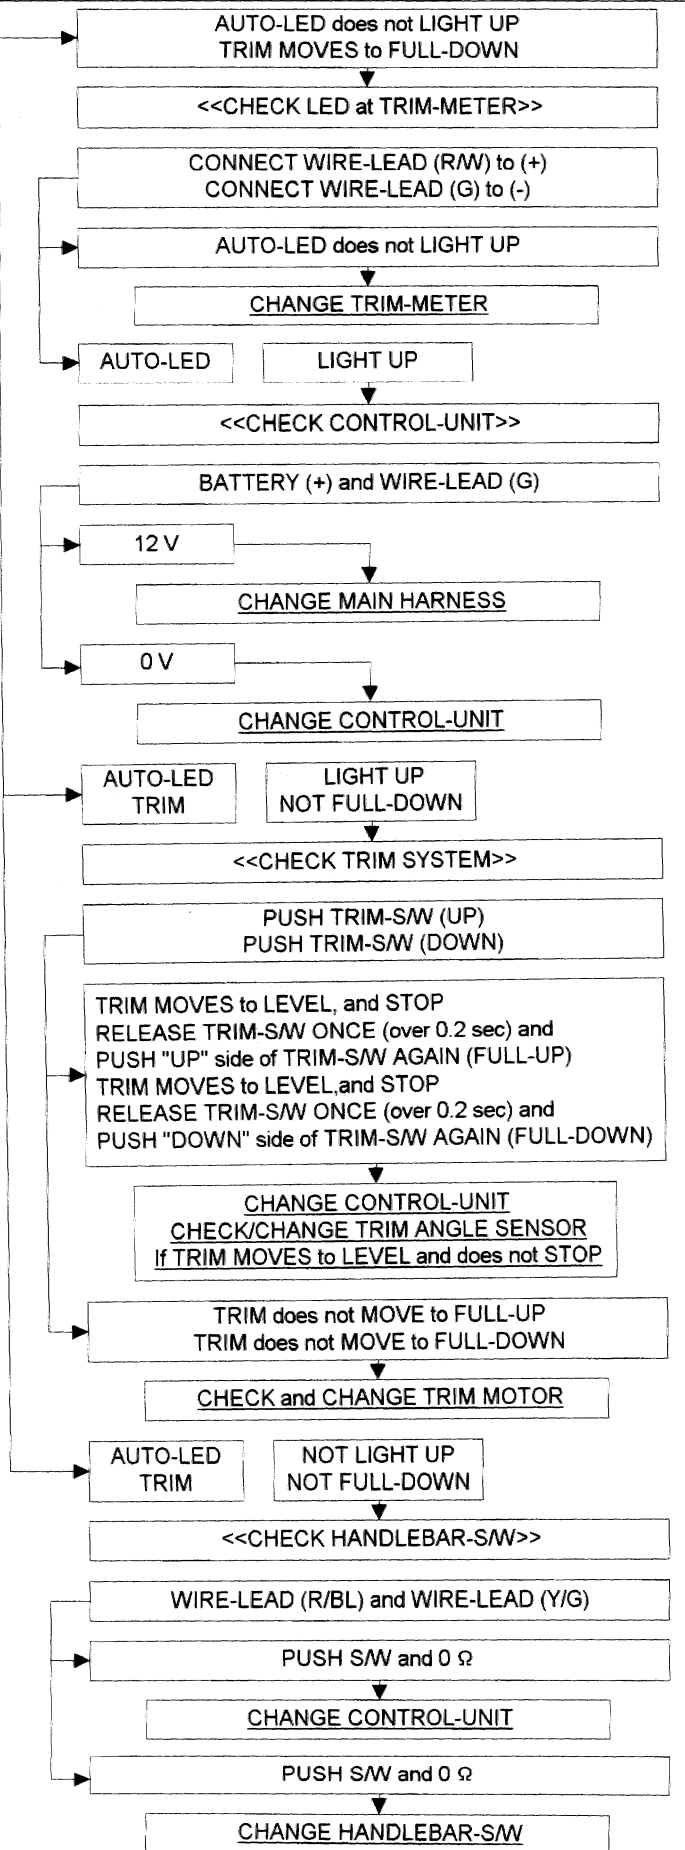 AUTO-LED does not LIGHT UP
TRIM MOVES to FULL-DOWN
<<CHECK LED at TRIM-METER>>
CONNECT WIRE-LEAD (R/W) to (+)
CONNECT WIRE-LEAD (G) to (-)
AUTO-LED does not LIGHT UP
CHANGE TRIM-METER
AUTO-LED LIGHT UP
<<CHECK CONTROL-UNIT>>
BATTERY (+) and WIRE-LEAD (G)
12 V
CHANGE MAIN HARNESS
0 V
CHANGE CONTROL-UNIT
AUTO-LED LIGHT UP
TRIM NOT FULL-DOWN
<<CHECK TRIM SYSTEM>>
PUSH TRIM-S/W (UP)
PUSH TRIM-S/W (DOWN)
TRIM MOVES to LEVEL, and STOP
RELEASE TRIM-S/W ONCE (over 0.2 sec) and
PUSH "UP" side of TRIM-S/W AGAIN (FULL-UP)
TRIM MOVES to LEVEL,and STOP
RELEASE TRIM-S/W ONCE (over 0.2 sec) and
PUSH "DOWN" side of TRIM-S/W AGAIN (FULL-DOWN)
CHANGE CONTROL-UNIT
CHECK/CHANGE TRIM ANGLE SENSOR
If TRIM MOVES to LEVEL and does not STOP
TRIM does not MOVE to FULL-UP
TRIM does not MOVE to FULL-DOWN
CHECK and CHANGE TRIM MOTOR
AUTO-LED NOT LIGHT UP
TRIM NOT FULL-DOWN
<<CHECK HANDLEBAR-S/W>>
WIRE-LEAD (R/BL) and WIRE-LEAD (Y/G)
PUSH S/W and 0 Ω
CHANGE CONTROL-UNIT
PUSH S/W and 0 Ω
CHANGE HANDLEBAR-S/W